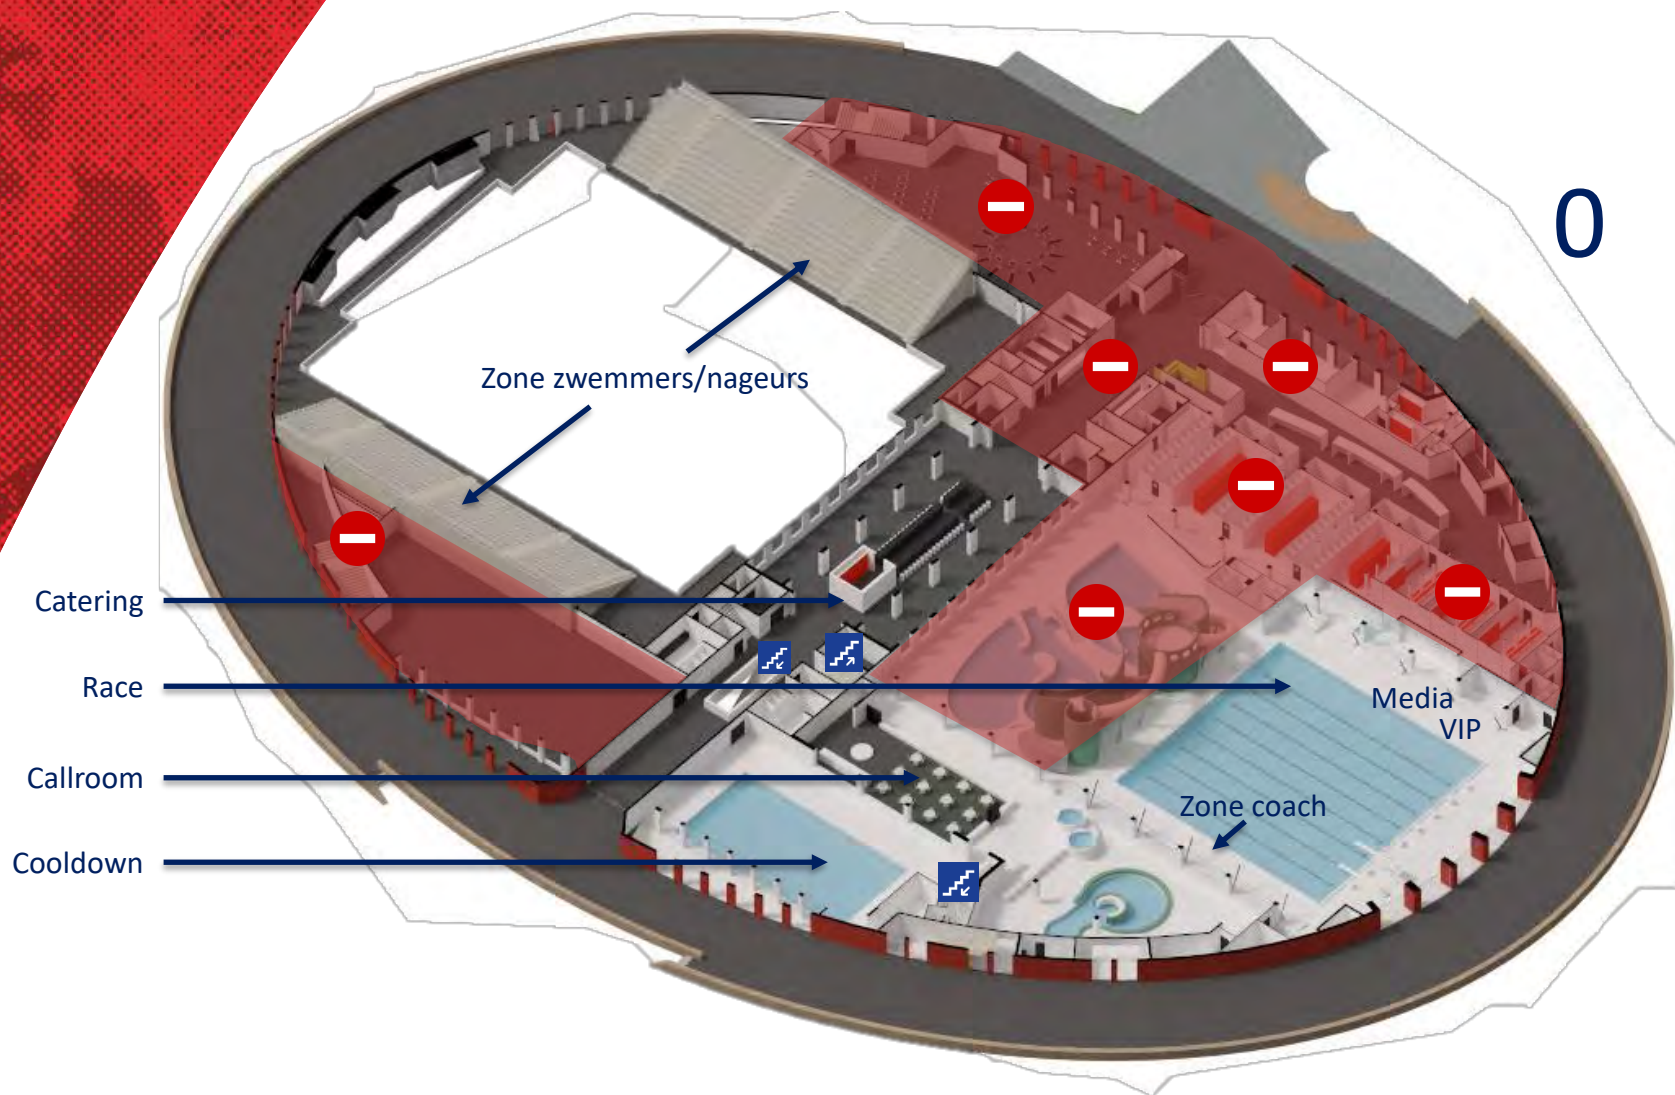 0
Zone zwemmers/nageurs
Catering
Race
Media
VIP
Callroom
Zone coach
Cooldown